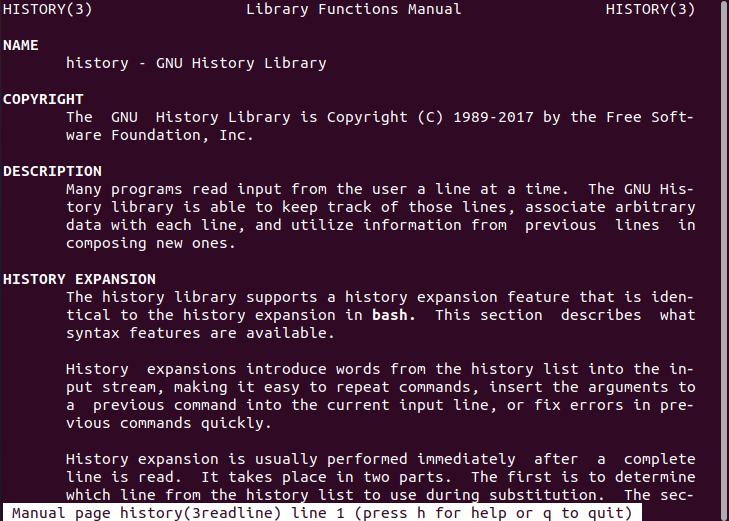 HISTORY(3) Library Functions Manual HISTORY(3)
NAME
history - GNU History Library
COPYRIGHT
The GNU History Library is Copyright (C) 1989-2017 by the Free Soft-
ware Foundation, Inc.
DESCRIPTION
Many programs read input from the user a line at a time. The GNU His-
tory library is able to keep track of those lines, associate arbitrary
data with each line, and utilize information from previous lines in
composing new ones.
HISTORY EXPANSION
The history library supports a history expansion feature that is iden-
tical to the history expansion in bash. This section describes what
syntax features are available.
History expansions introduce words from the history list into the in-
put stream, making it easy to repeat commands, insert the arguments to
a previous command into the current input line, or fix errors in pre-
vious commands quickly.
History expansion is usually performed immediately after a complete
line is read. It takes place in two parts. The first is to determine
which line from the history list to use during substitution. The sec-
Manual page history(3readline) line 1 (press h for help or q to quit)